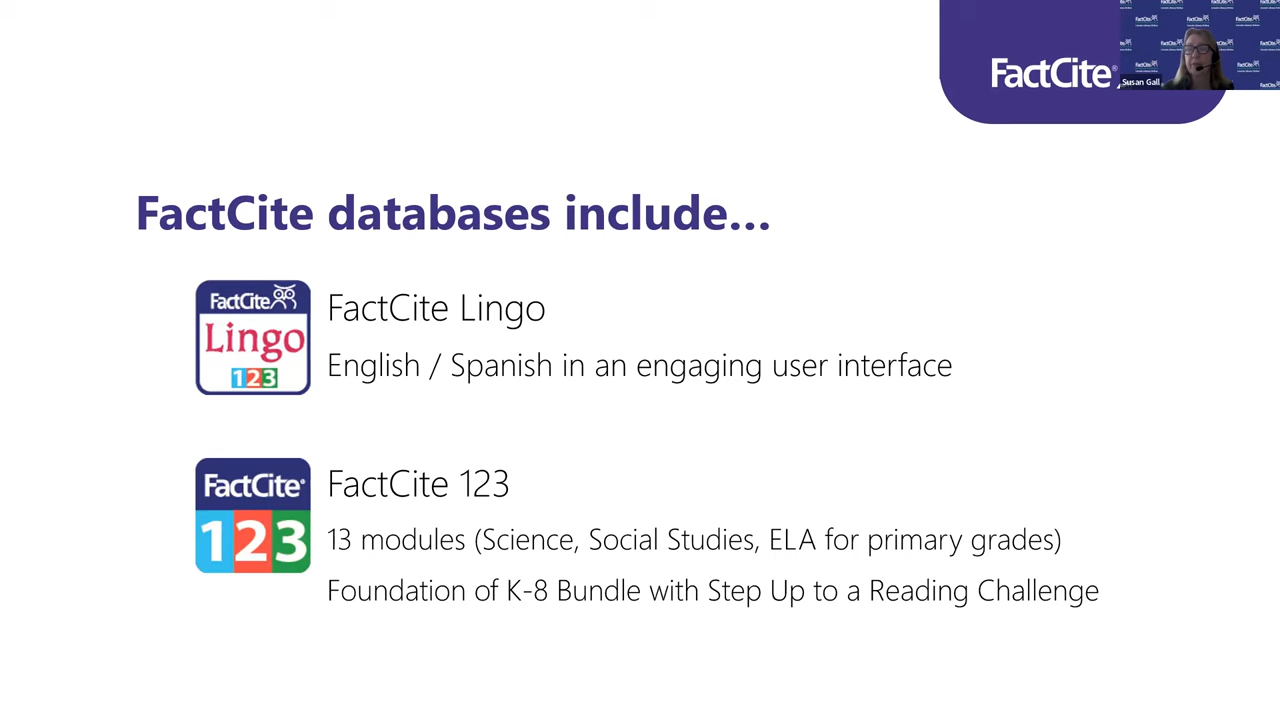 FactCite®
Susan Gall
FactCite databases include...
FactCite
Lingo
123
FactCite Lingo
English / Spanish in an engaging user interface
FactCite®
123
FactCite 123
13 modules (Science, Social Studies, ELA for primary grades)
Foundation of K-8 Bundle with Step Up to a Reading Challenge